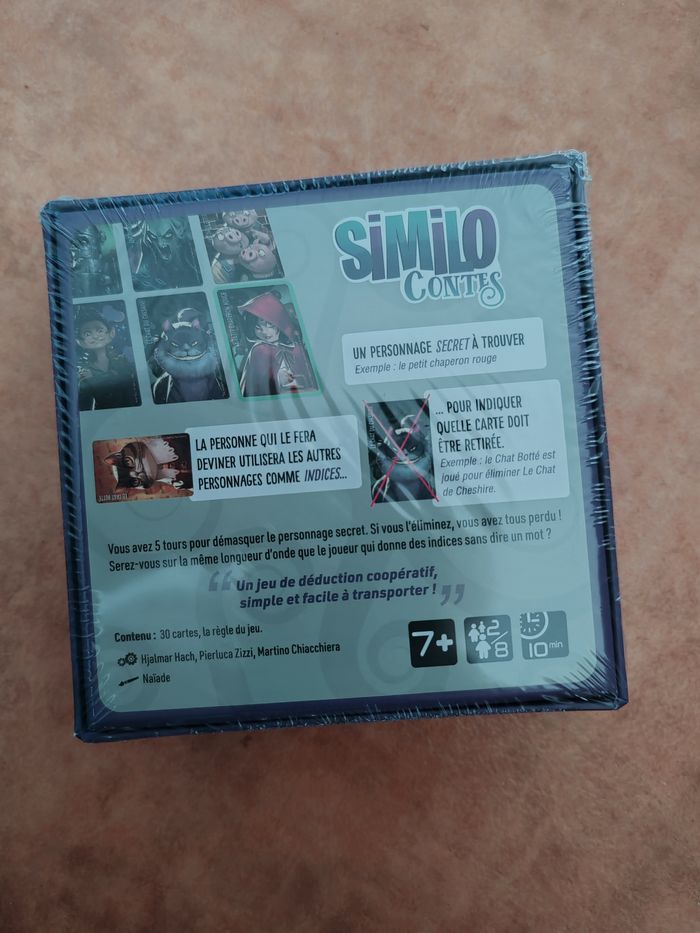 SiMiLO
CONTES
UN PERSONNAGE SECRET À TROUVER
Exemple : le petit chaperon rouge
LA PERSONNE QUI LE FERA
DEVINER UTILISERA LES AUTRES
PERSONNAGES COMME INDICES...
LE CHAT BOTTÉ
... POUR INDIQUER
QUELLE CARTE DOIT
ÊTRE RETIRÉE.
Exemple : le Chat Botté est
joué pour éliminer Le Chat
de Cheshire.
Vous avez 5 tours pour démasquer le personnage secret. Si vous l'éliminez, vous avez tous perdu !
Serez-vous sur la même longueur d'onde que le joueur qui donne des indices sans dire un mot ?
“Un jeu de déduction coopératif,
simple et facile à transporter ! ”
Contenu : 30 cartes, la règle du jeu.
Hjalmar Hach, Pierluca Zizzi, Martino Chiacchiera
Naïade
7+
2/8
15
10 min